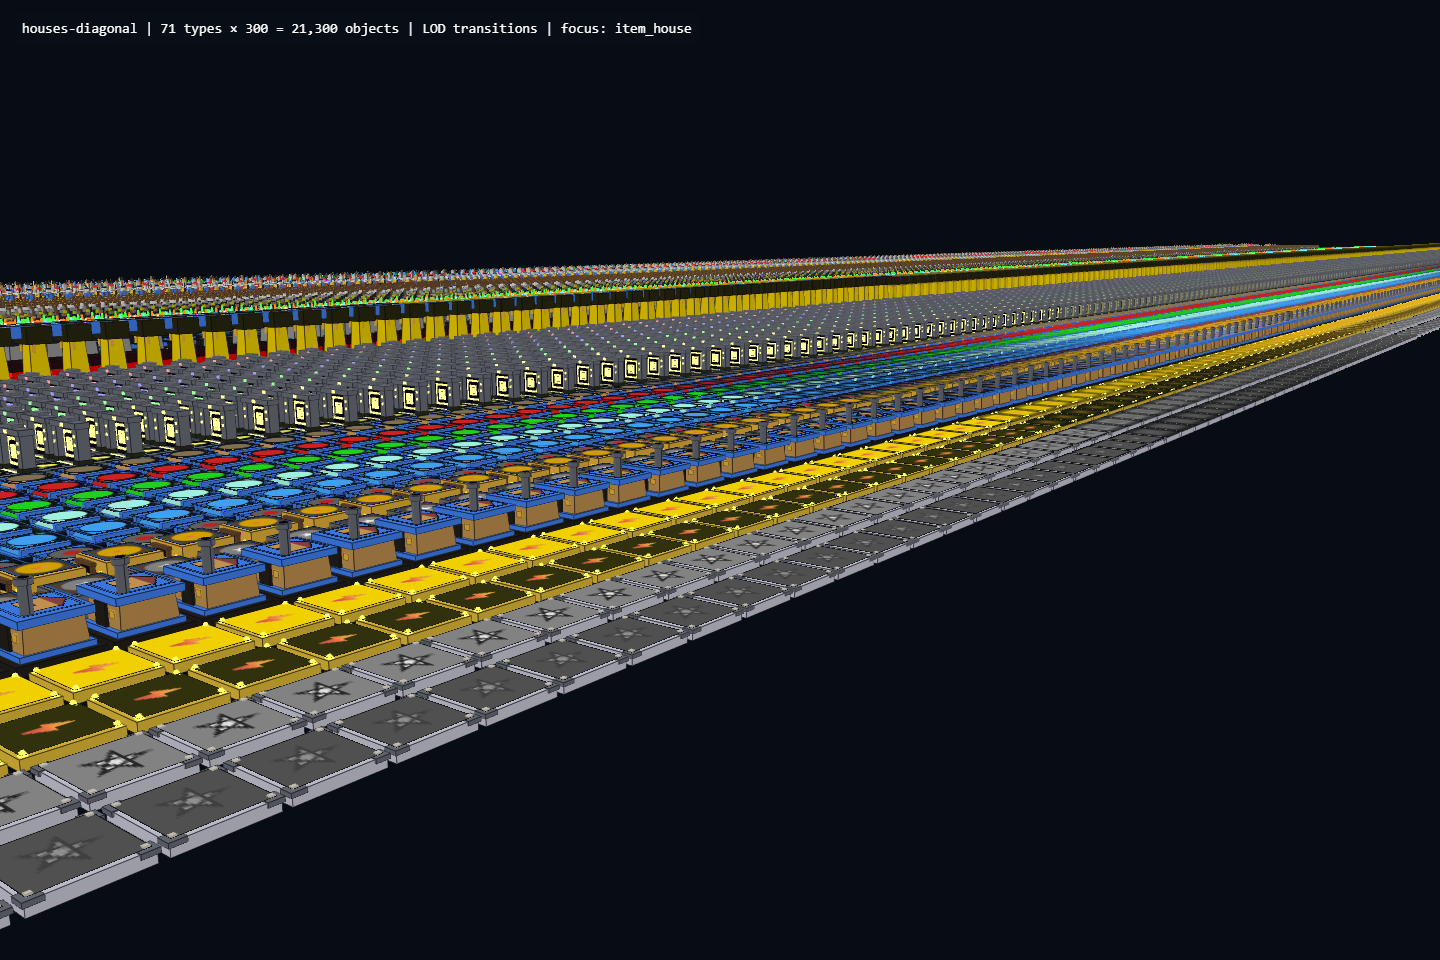 houses-diagonal | 71 types × 300 = 21,300 objects | LOD transitions | focus: item_house